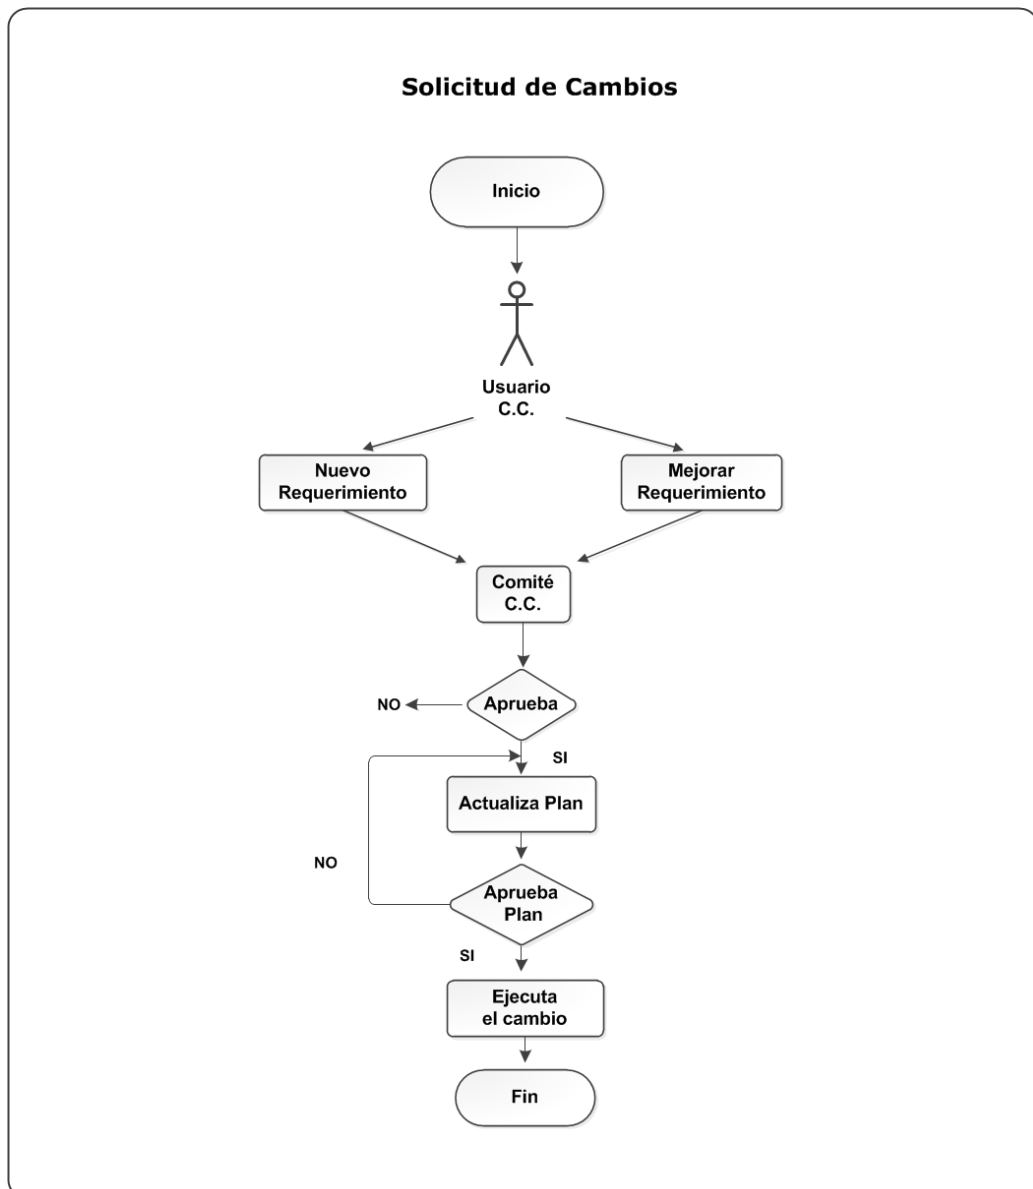 Solicitud de Cambios
Inicio
Usuario
C.C.
Nuevo
Requerimiento
Mejorar
Requerimiento
Comité
C.C.
Aprueba
NO
SI
Actualiza Plan
NO
Aprueba
Plan
SI
Ejecuta
el cambio
Fin